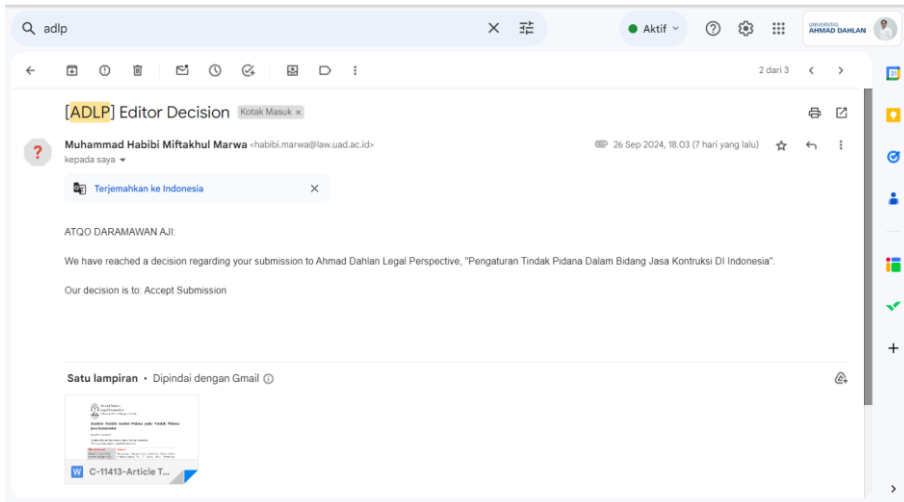 adlp
Aktif
UNIVERSITAS
AHMAD DAHLAN
2 dari 3
31
[ADLP] Editor Decision Kotak Masuk ×
Muhammad Habibi Miftakhul Marwa <habibi.marwa@law.uad.ac.id>
26 Sep 2024, 18.03 (7 hari yang lalu)
kepada saya
Terjemahkan ke Indonesia
ATQO DARAMAWAN AJI:
We have reached a decision regarding your submission to Ahmad Dahlan Legal Perspective, "Pengaturan Tindak Pidana Dalam Bidang Jasa Kontruksi DI Indonesia".
Our decision is to: Accept Submission
Satu lampiran • Dipindai dengan Gmail
W C-11413-Article T...